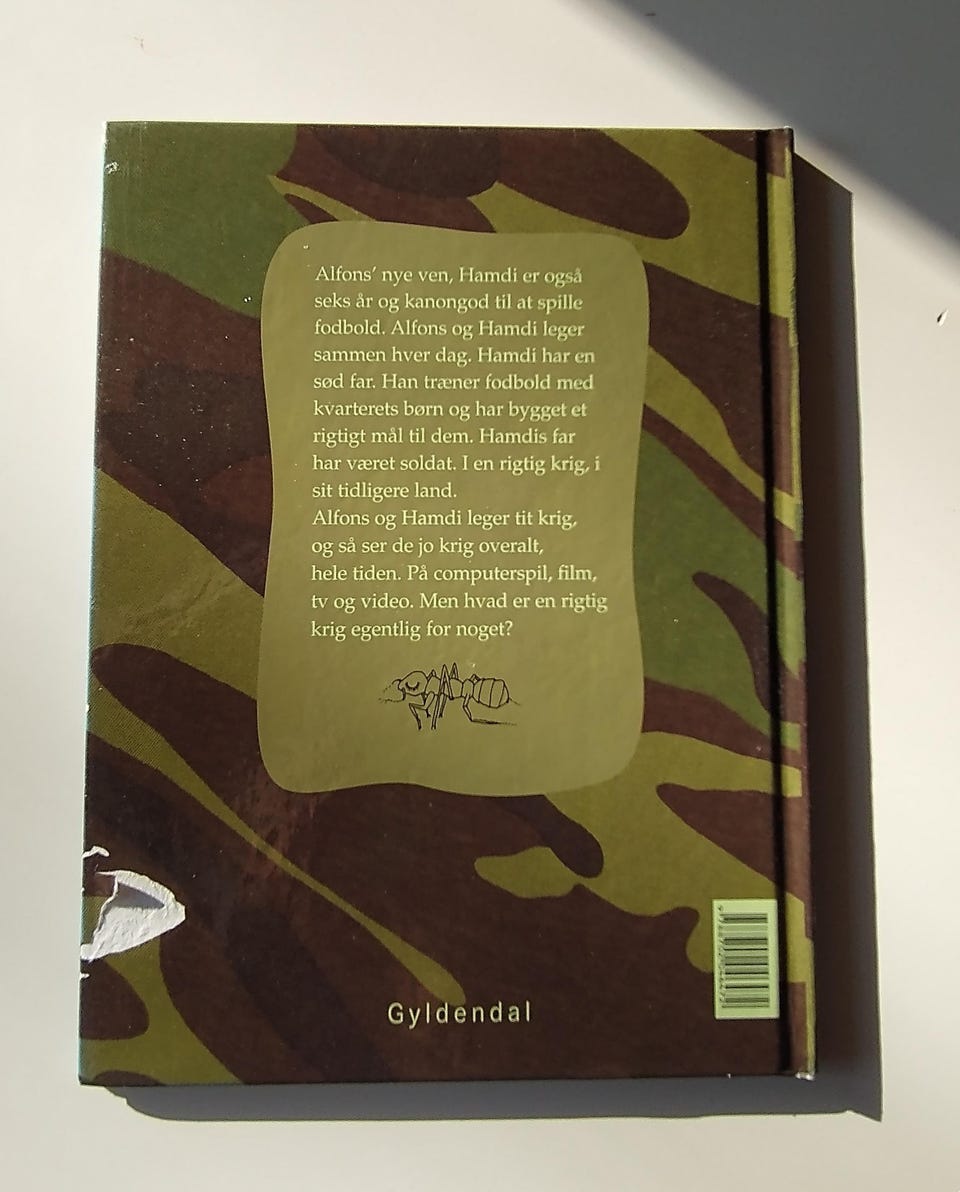 Alfons’ nye ven, Hamdi er også
seks år og kanongod til at spille
fodbold. Alfons og Hamdi leger
sammen hver dag. Hamdi har en
sød far. Han træner fodbold med
kvarterets børn og har bygget et
rigtigt mål til dem. Hamdis far
har været soldat. I en rigtig krig, i
sit tidligere land.
Alfons og Hamdi leger tit krig,
og så ser de jo krig overalt,
hele tiden. På computerspil, film,
tv og video. Men hvad er en rigtig
krig egentlig for noget?
Gyldendal